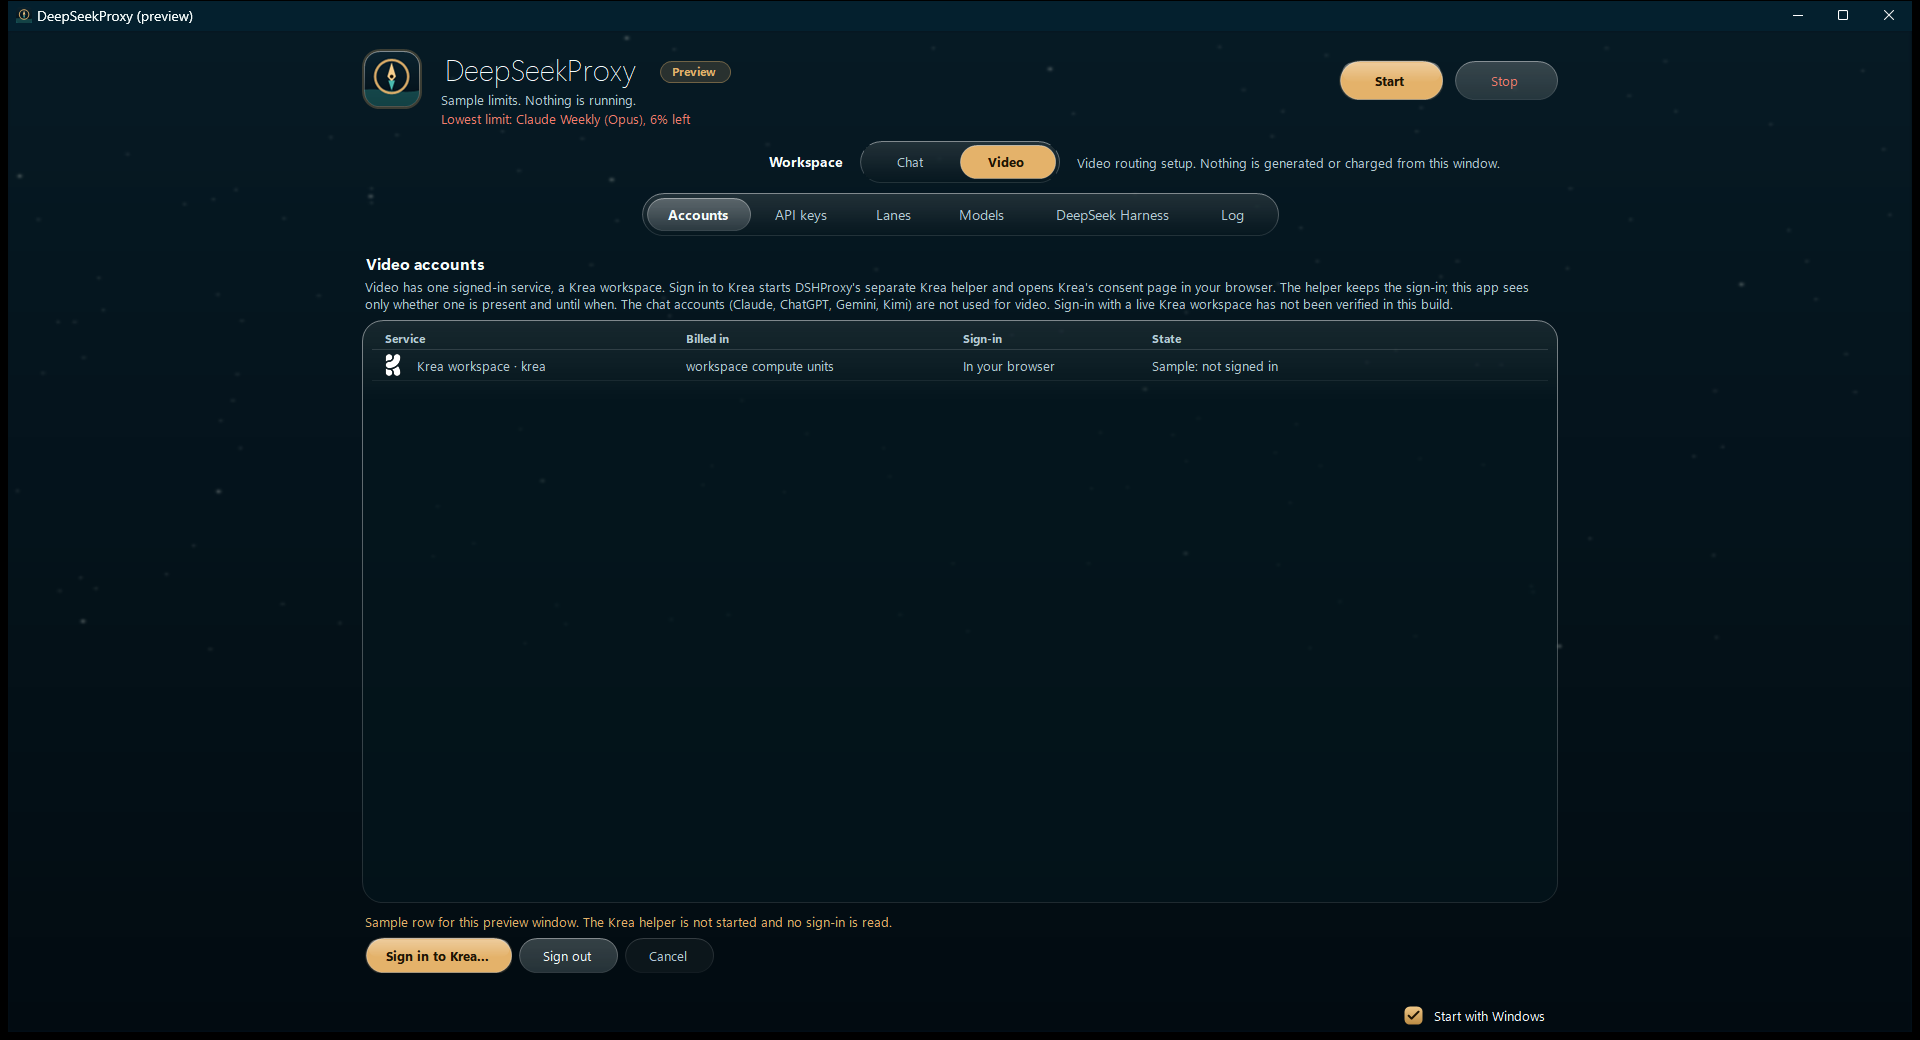 DeepSeekProxy (preview)
DeepSeekProxy
Preview
Sample limits. Nothing is running.
Lowest limit: Claude Weekly (Opus), 6% left
Start
Stop
Workspace
Chat
Video
Video routing setup. Nothing is generated or charged from this window.
Accounts
API keys
Lanes
Models
DeepSeek Harness
Log
Video accounts
Video has one signed-in service, a Krea workspace. Sign in to Krea starts DSHProxy's separate Krea helper and opens Krea's consent page in your browser. The helper keeps the sign-in; this app sees
only whether one is present and until when. The chat accounts (Claude, ChatGPT, Gemini, Kimi) are not used for video. Sign-in with a live Krea workspace has not been verified in this build.
Service
Billed in
Sign-in
State
Krea workspace · krea
workspace compute units
In your browser
Sample: not signed in
Sample row for this preview window. The Krea helper is not started and no sign-in is read.
Sign in to Krea...
Sign out
Cancel
Start with Windows